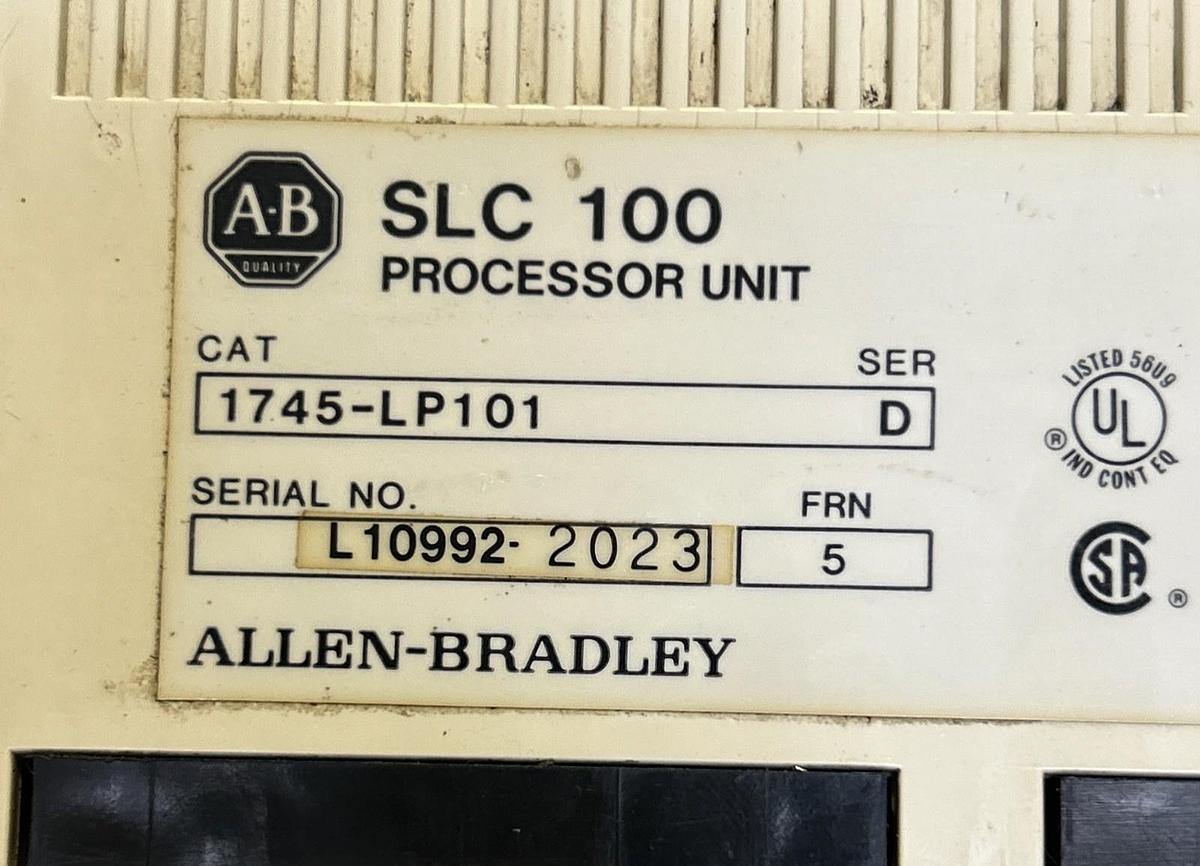 A·B
QUALITY
SLC 100
PROCESSOR UNIT
CAT SER
1745-LP101 D
SERIAL NO. FRN
L10992- 2023 5
ALLEN-BRADLEY
LISTED 56U9
UL ®
IND CONT EQ
SA ®